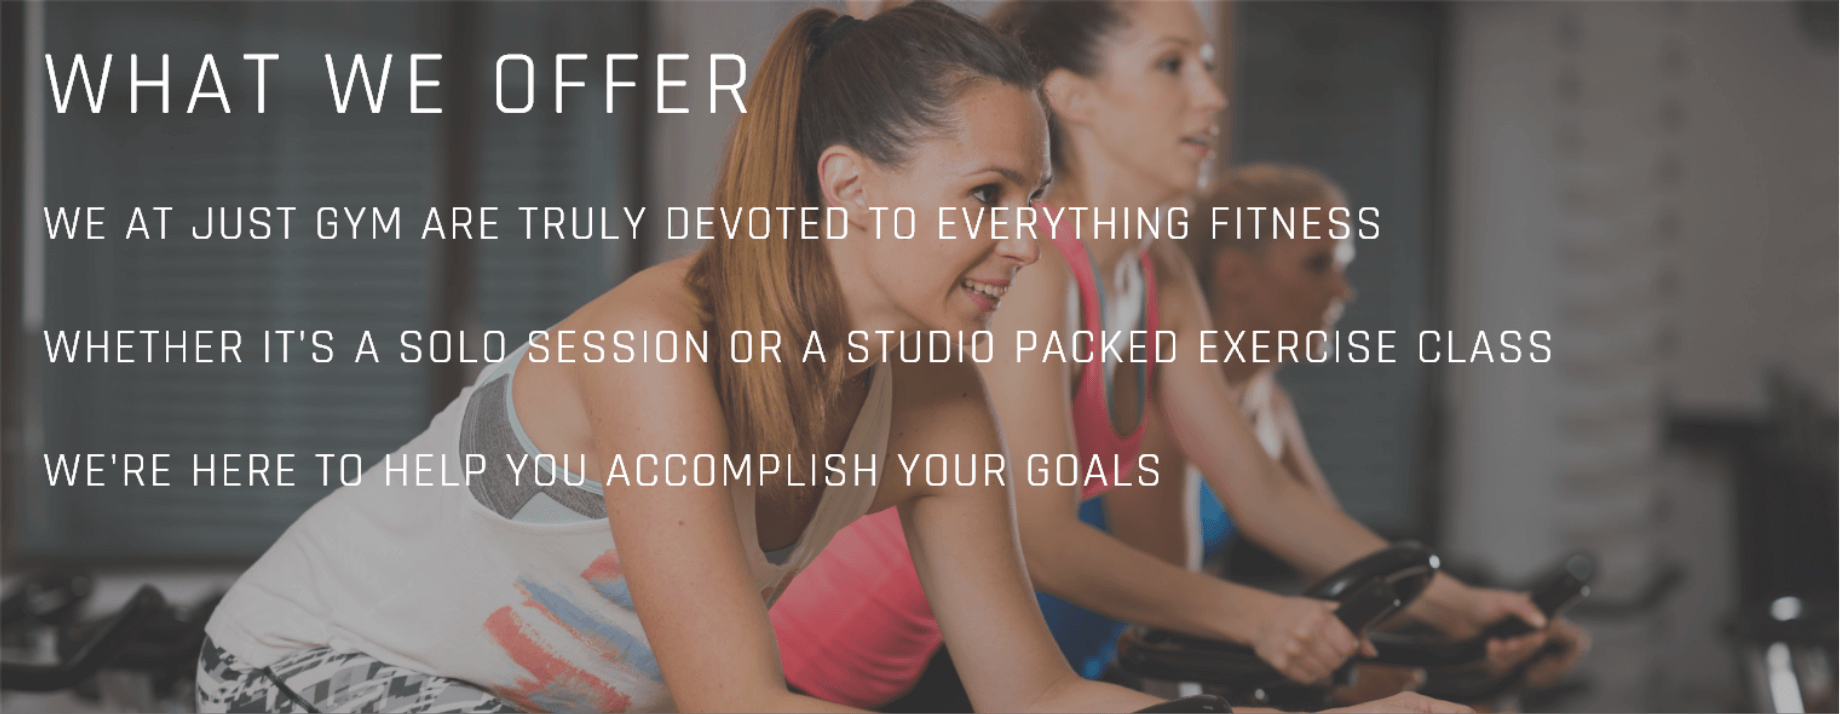 WHAT WE OFFER
WE AT JUST GYM ARE TRULY DEVOTED TO EVERYTHING FITNESS
WHETHER IT'S A SOLO SESSION OR A STUDIO PACKED EXERCISE CLASS
WE'RE HERE TO HELP YOU ACCOMPLISH YOUR GOALS